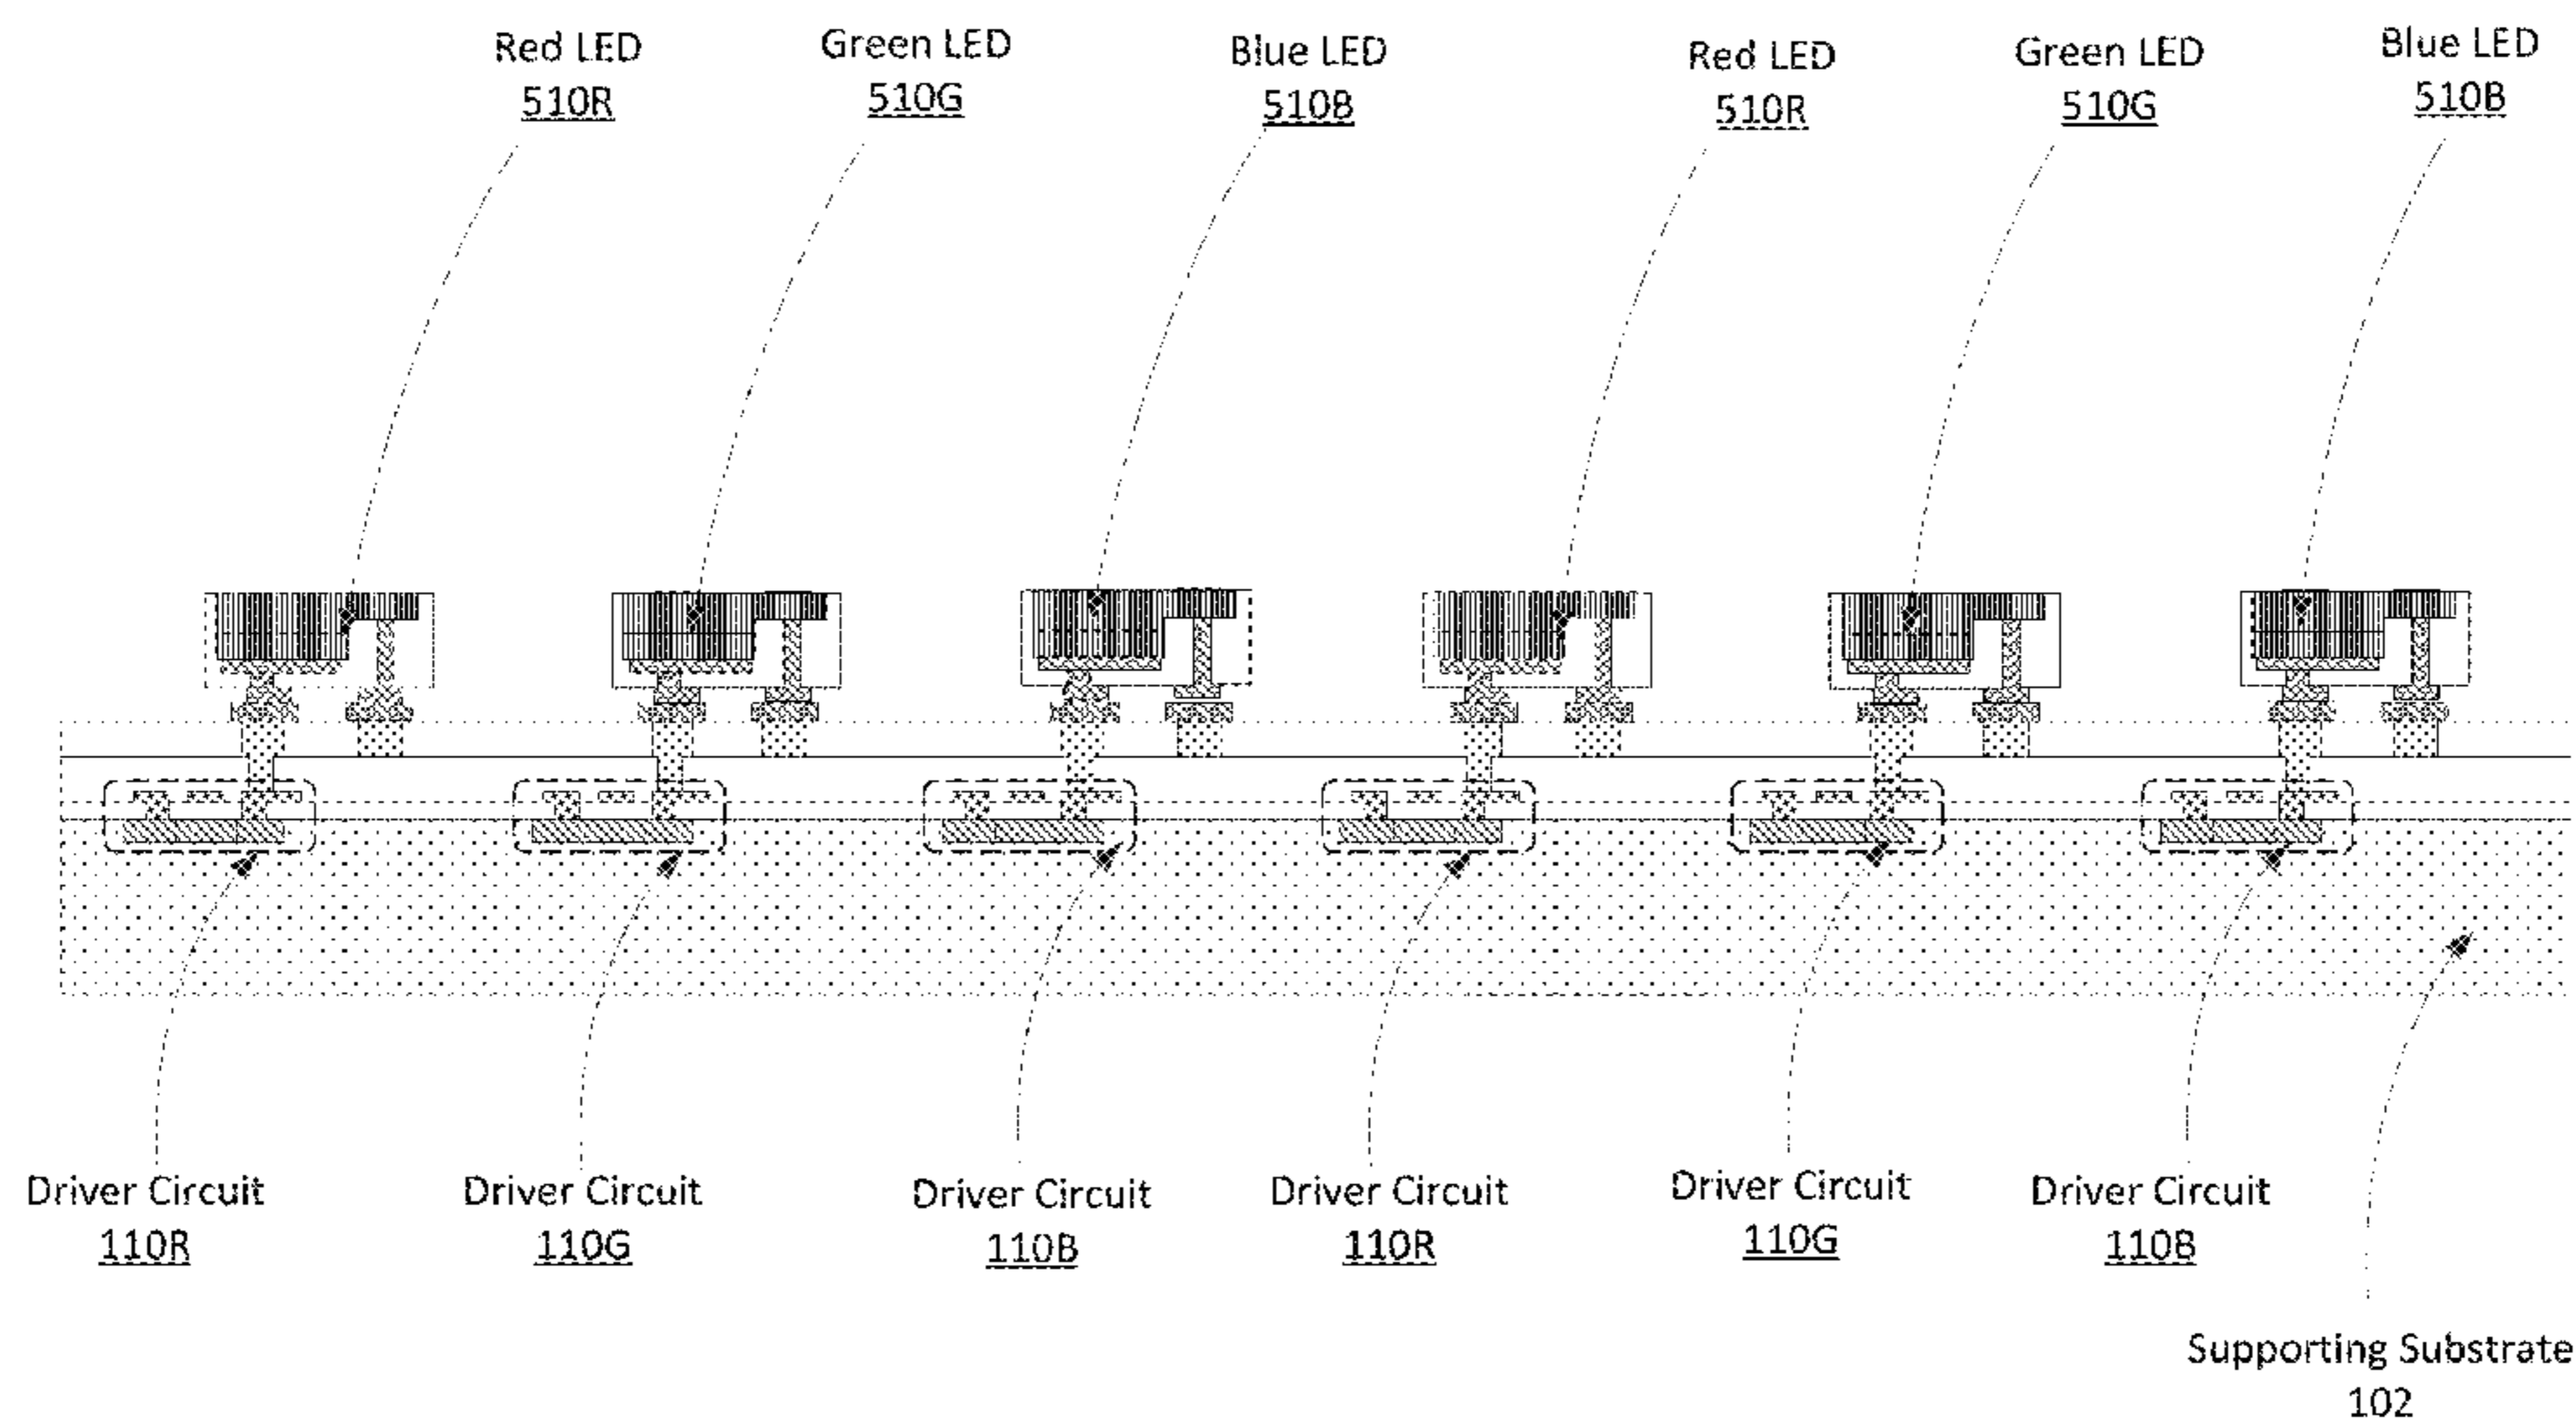 Red LED
510R
Green LED
510G
Blue LED
510B
Red LED
510R
Green LED
510G
Blue LED
510B
Driver Circuit
110R
Driver Circuit
110G
Driver Circuit
110B
Driver Circuit
110R
Driver Circuit
110G
Driver Circuit
110B
Supporting Substrate
102